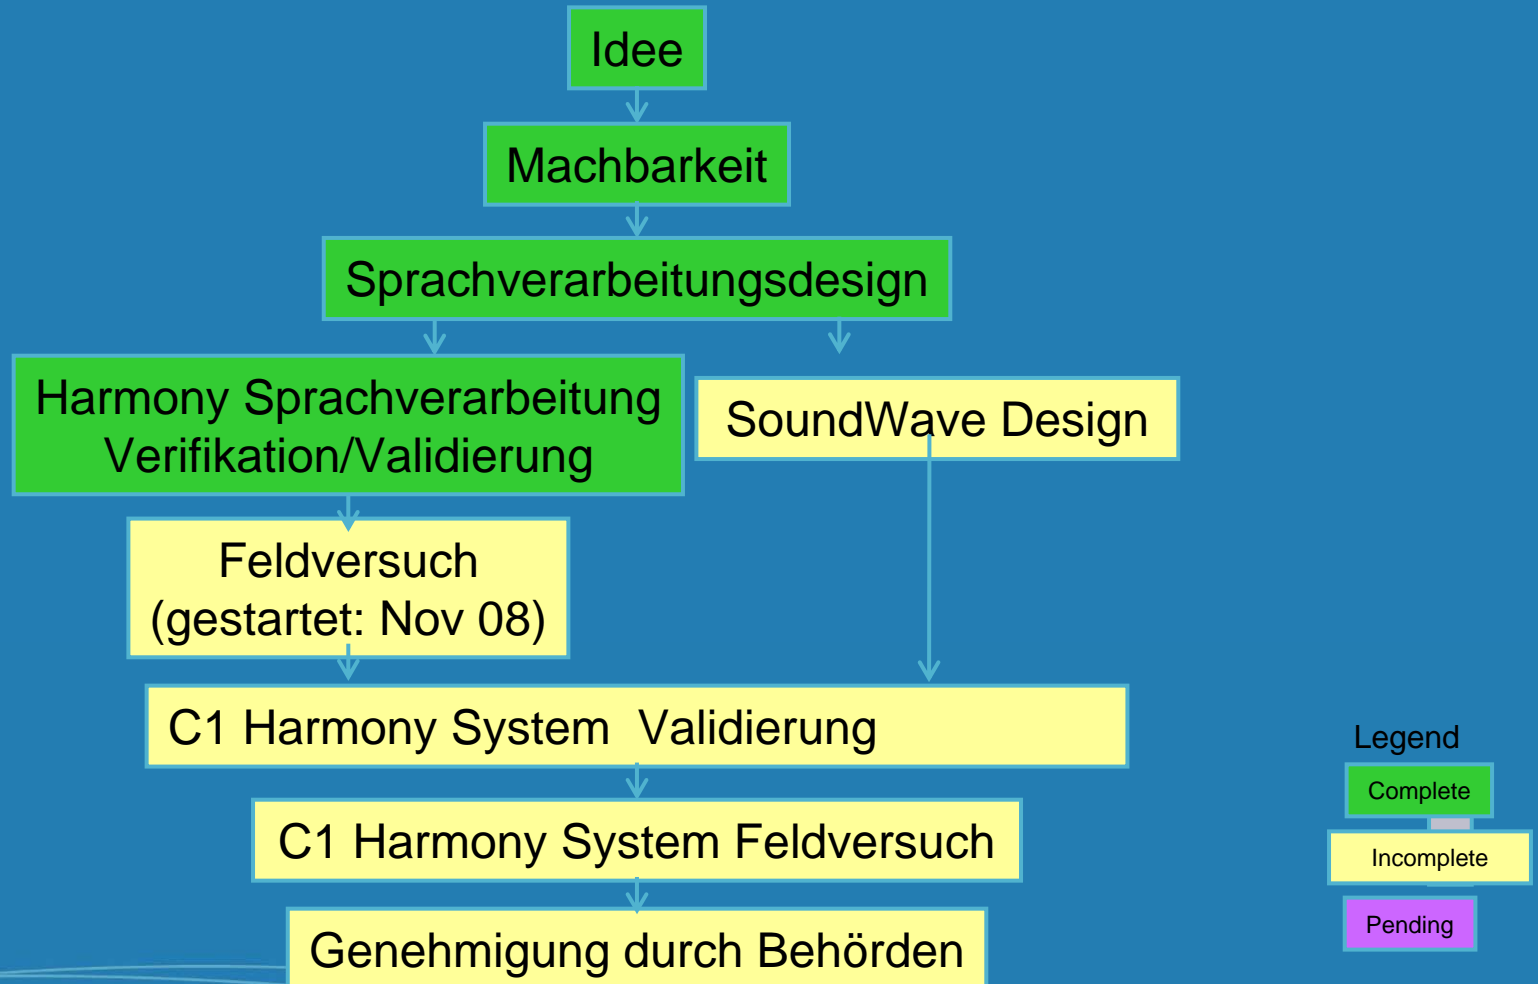 Idee
Machbarkeit
Sprachverarbeitungsdesign
Harmony Sprachverarbeitung
Verifikation/Validierung
SoundWave Design
Feldversuch
(gestartet: Nov 08)
C1 Harmony System  Validierung
C1 Harmony System Feldversuch
Genehmigung durch Behörden
Legend
Complete
Incomplete
Pending